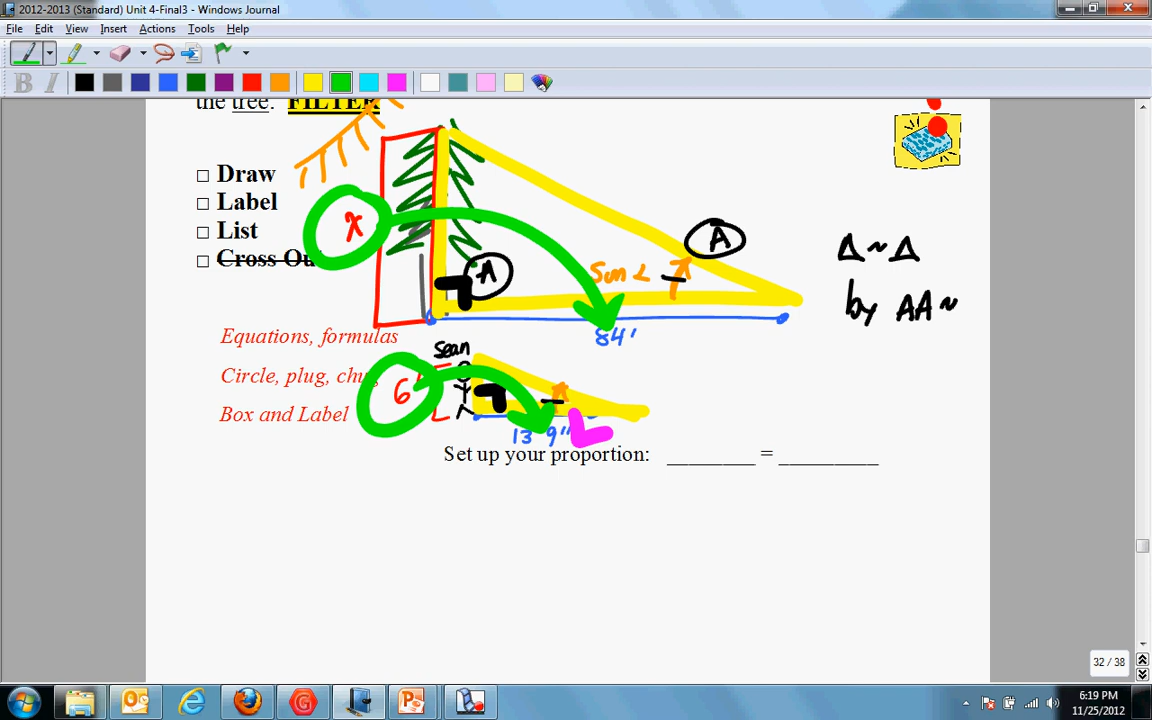 2012-2013 (Standard) Unit 4-Final3 - Windows Journal
File Edit View Insert Actions Tools Help
B I
the tree. FILTER
□ Draw
□ Label
□ List
□ Cross Ou
x
A
A
Sun ∠
84'
Δ ~ Δ
by AA~
Equations, formulas
Circle, plug, chug
Box and Label
Sean
6
13' 9"
Set up your proportion: ________ = _________
32 / 38
6:19 PM
11/25/2012